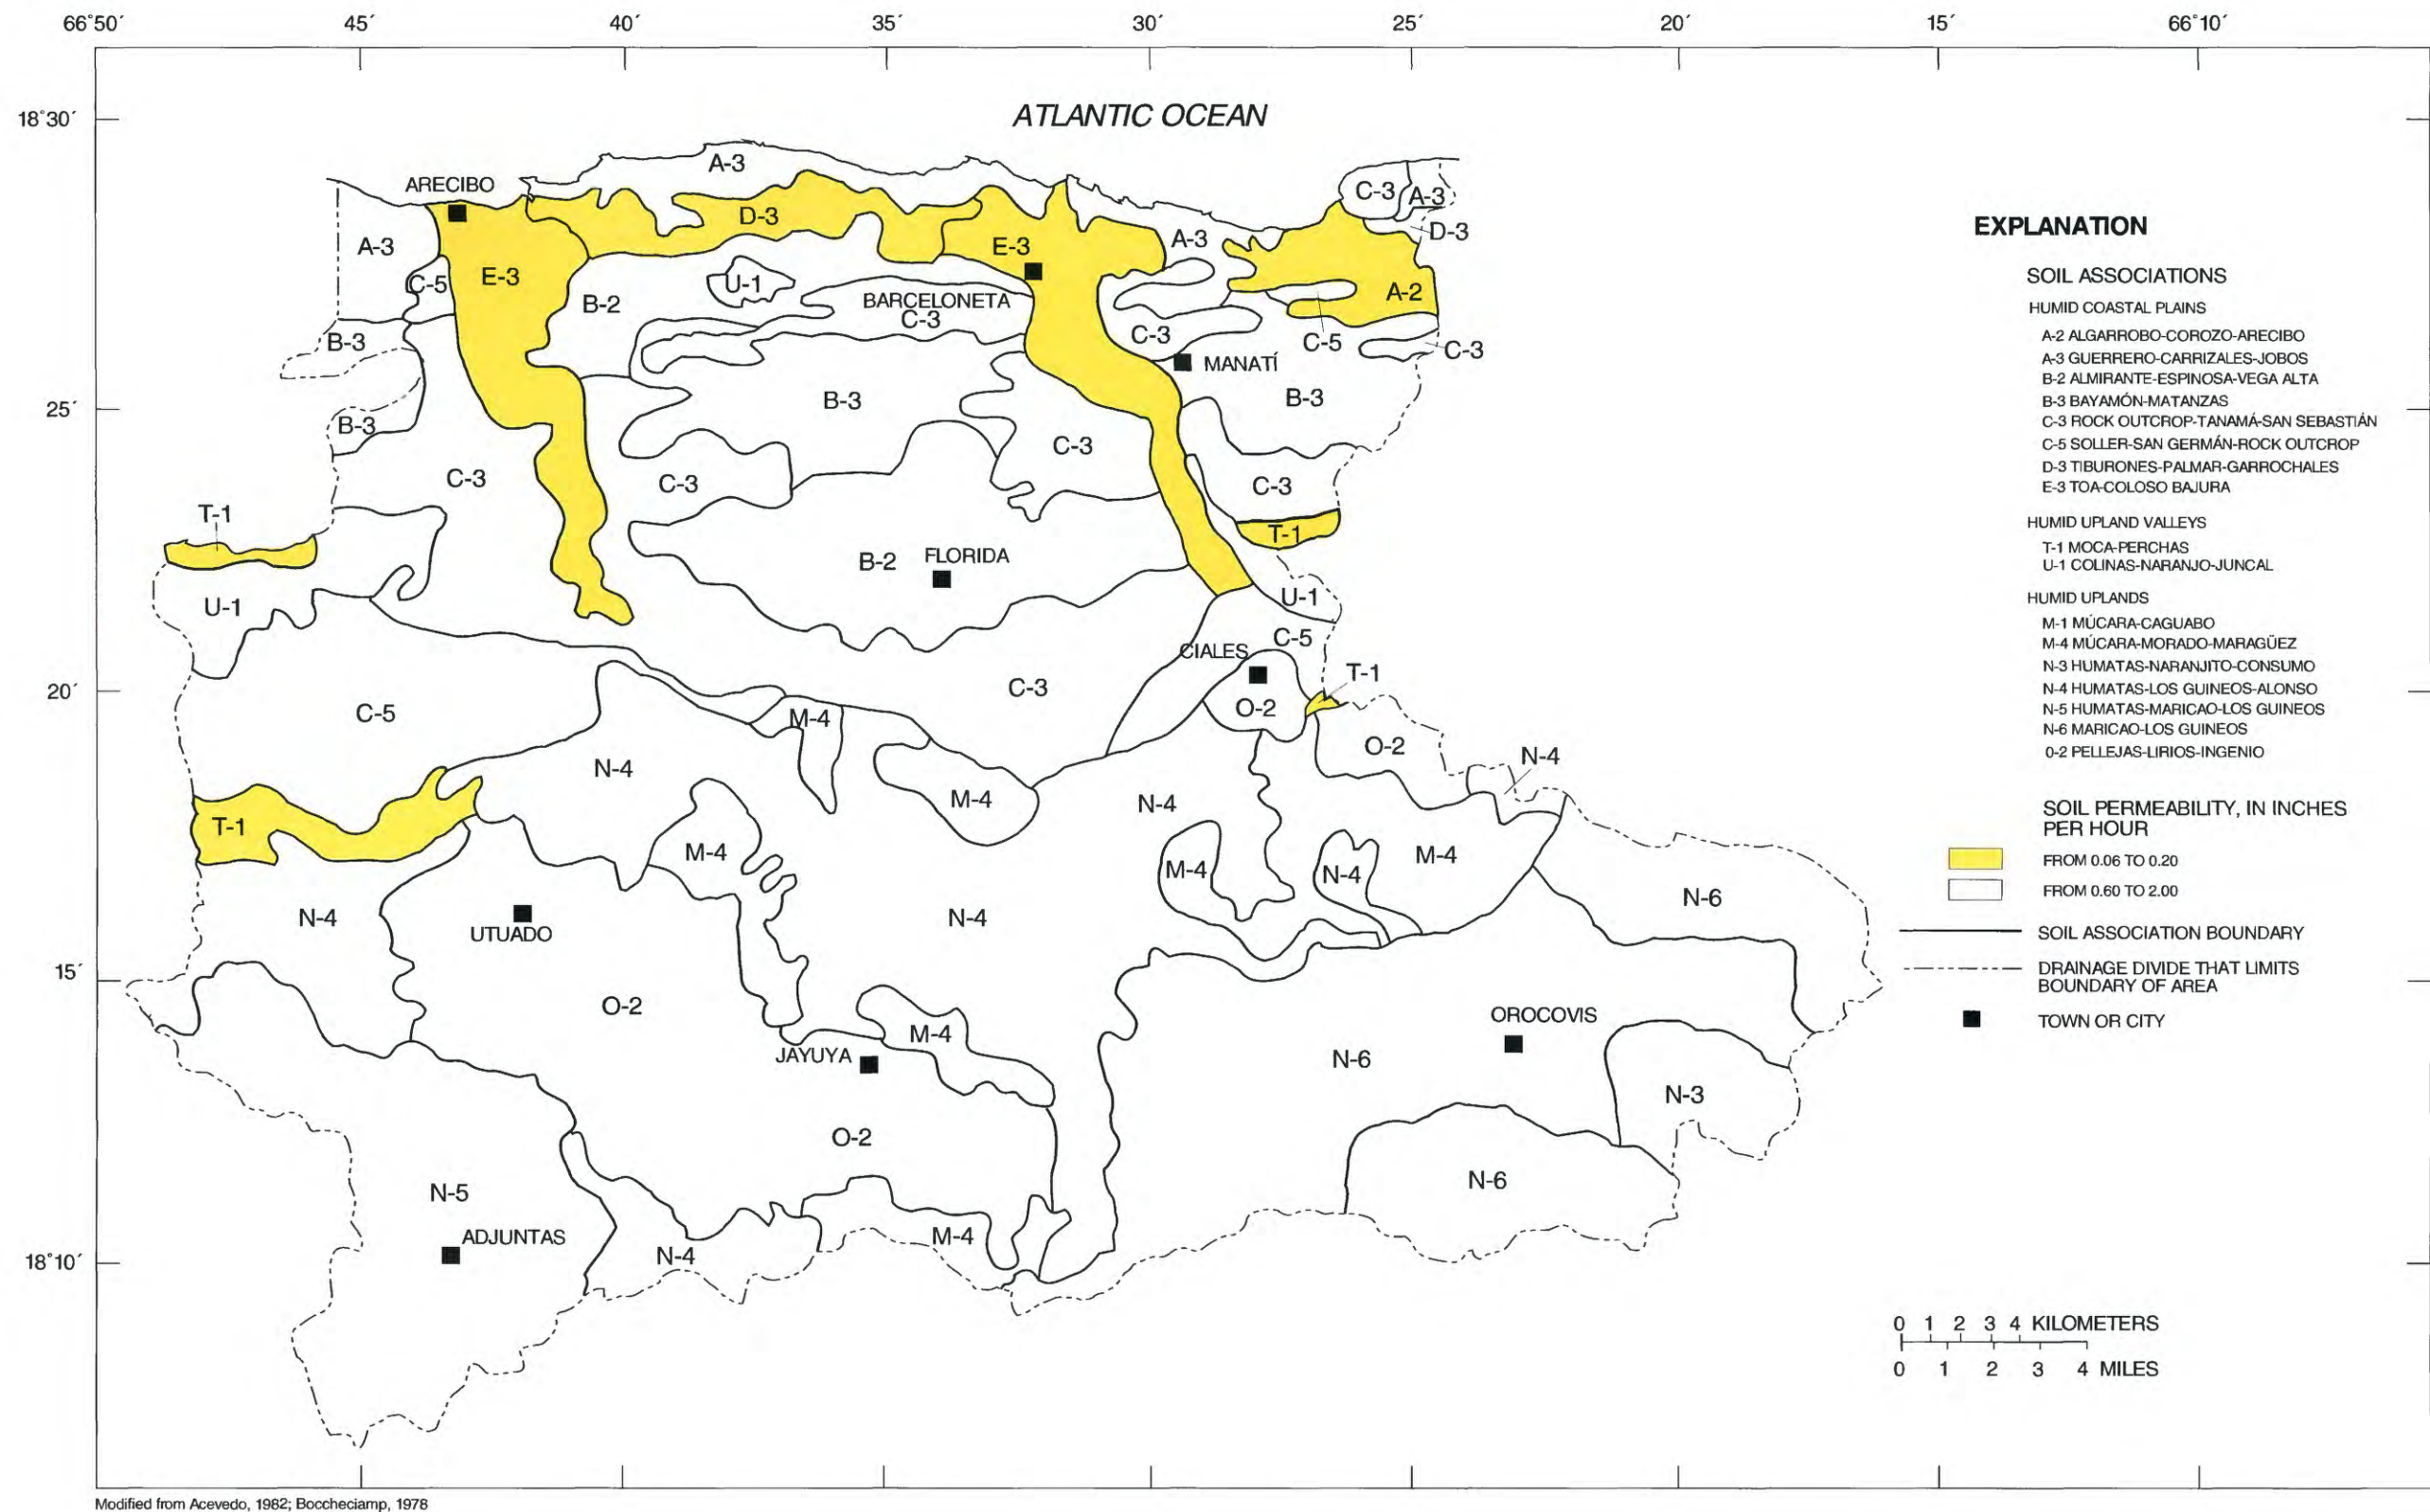 66°50′ 45′ 40′ 35′ 30′ 25′ 20′ 15′ 66°10′
18°30′
ATLANTIC OCEAN
A-3
ARECIBO
C-3
A-3
D-3
D-3
A-3
E-3
A-3
E-3
C-5
U-1
A-2
B-2
BARCELONETA
C-3
C-3
C-5
C-3
B-3
MANATÍ
25′
B-3
B-3
B-3
C-3
C-3
C-3
C-3
T-1
T-1
B-2
FLORIDA
U-1
U-1
C-5
CIALES
20′
C-3
T-1
C-5
M-4
O-2
O-2
N-4
N-4
M-4
N-4
T-1
M-4
M-4
N-4
M-4
N-6
N-4
N-4
UTUADO
15′
O-2
OROCOVIS
M-4
JAYUYA
N-6
N-3
O-2
N-6
N-5
ADJUNTAS
M-4
N-4
18°10′
EXPLANATION
SOIL ASSOCIATIONS
HUMID COASTAL PLAINS
A-2 ALGARROBO-COROZO-ARECIBO
A-3 GUERRERO-CARRIZALES-JOBOS
B-2 ALMIRANTE-ESPINOSA-VEGA ALTA
B-3 BAYAMÓN-MATANZAS
C-3 ROCK OUTCROP-TANAMÁ-SAN SEBASTIÁN
C-5 SOLLER-SAN GERMÁN-ROCK OUTCROP
D-3 TIBURONES-PALMAR-GARROCHALES
E-3 TOA-COLOSO BAJURA
HUMID UPLAND VALLEYS
T-1 MOCA-PERCHAS
U-1 COLINAS-NARANJO-JUNCAL
HUMID UPLANDS
M-1 MÚCARA-CAGUABO
M-4 MÚCARA-MORADO-MARAGÜEZ
N-3 HUMATAS-NARANJITO-CONSUMO
N-4 HUMATAS-LOS GUINEOS-ALONSO
N-5 HUMATAS-MARICAO-LOS GUINEOS
N-6 MARICAO-LOS GUINEOS
0-2 PELLEJAS-LIRIOS-INGENIO
SOIL PERMEABILITY, IN INCHES
PER HOUR
FROM 0.06 TO 0.20
FROM 0.60 TO 2.00
SOIL ASSOCIATION BOUNDARY
DRAINAGE DIVIDE THAT LIMITS
BOUNDARY OF AREA
TOWN OR CITY
0 1 2 3 4 KILOMETERS
0 1 2 3 4 MILES
Modified from Acevedo, 1982; Boccheciamp, 1978